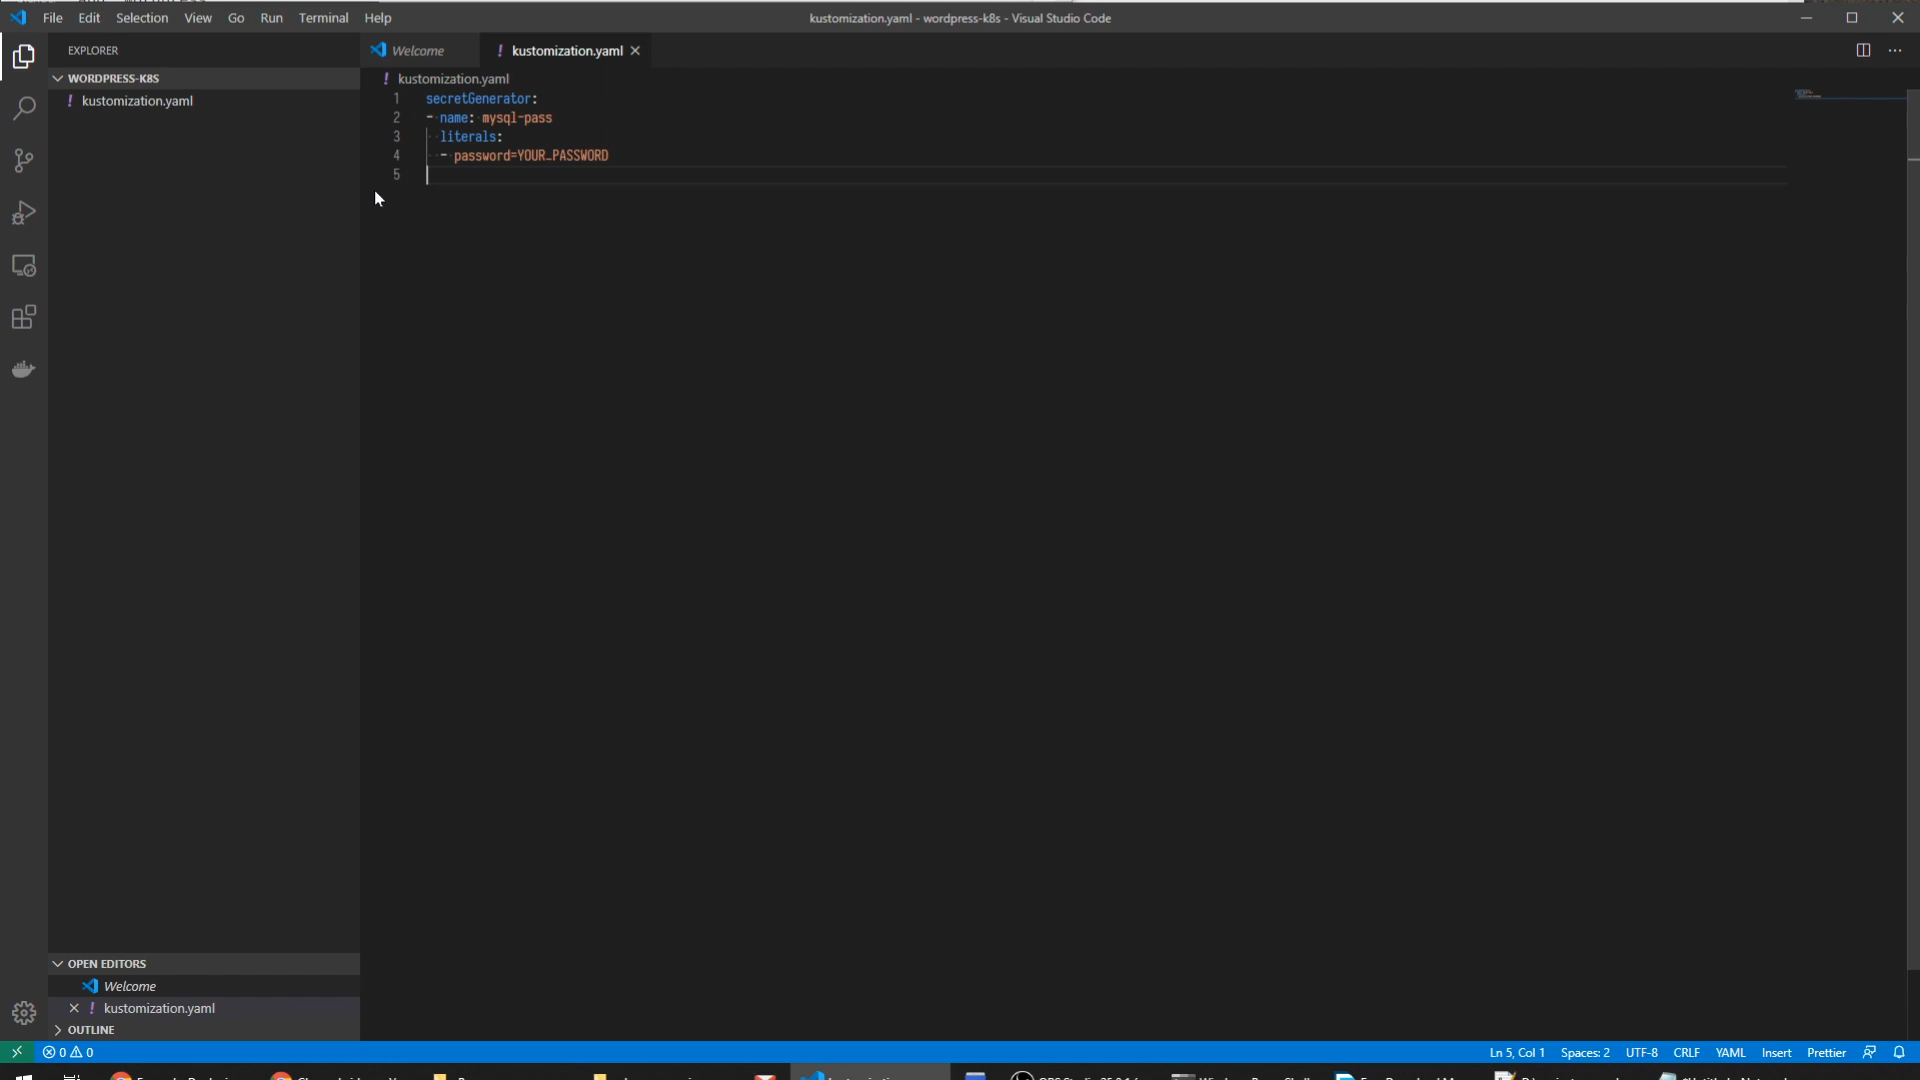 File Edit Selection View Go Run Terminal Help
kustomization.yaml - wordpress-k8s - Visual Studio Code
EXPLORER
WORDPRESS-K8S
! kustomization.yaml
Welcome
! kustomization.yaml
! kustomization.yaml
1 secretGenerator:
2 - name: mysql-pass
3 literals:
4 - password=YOUR_PASSWORD
5
OPEN EDITORS
Welcome
! kustomization.yaml
OUTLINE
0 0
Ln 5, Col 1 Spaces: 2 UTF-8 CRLF YAML Insert Prettier